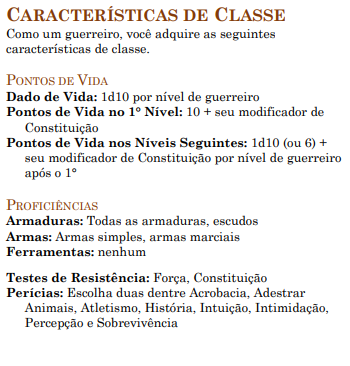 CARACTERÍSTICAS DE CLASSE
Como um guerreiro, você adquire as seguintes
características de classe.
PONTOS DE VIDA
Dado de Vida: 1d10 por nível de guerreiro
Pontos de Vida no 1º Nível: 10 + seu modificador de
Constituição
Pontos de Vida nos Níveis Seguintes: 1d10 (ou 6) +
seu modificador de Constituição por nível de guerreiro
após o 1º
PROFICIÊNCIAS
Armaduras: Todas as armaduras, escudos
Armas: Armas simples, armas marciais
Ferramentas: nenhum
Testes de Resistência: Força, Constituição
Perícias: Escolha duas dentre Acrobacia, Adestrar
Animais, Atletismo, História, Intuição, Intimidação,
Percepção e Sobrevivência